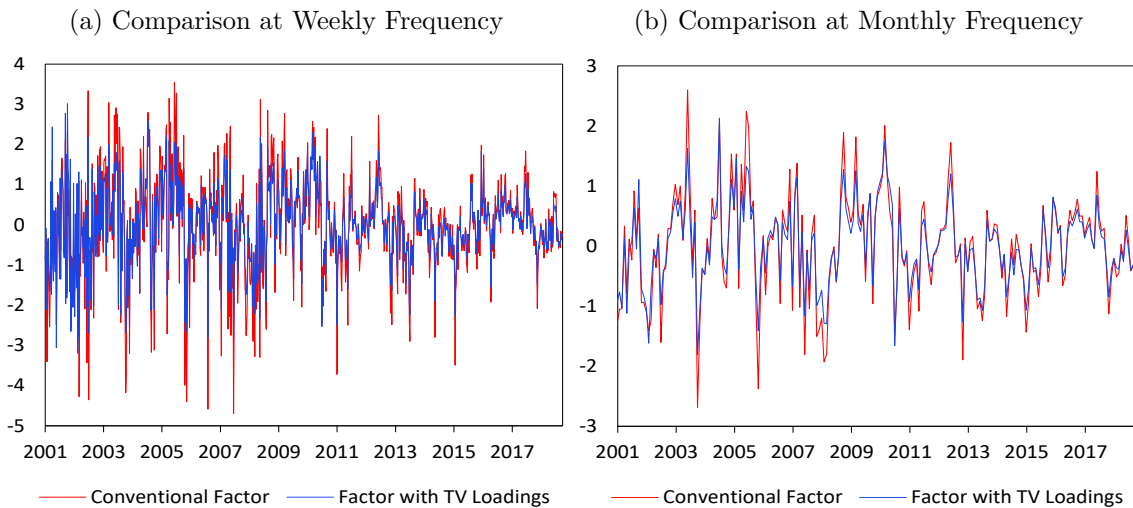 (a) Comparison at Weekly Frequency
(b) Comparison at Monthly Frequency
4
3
2
1
0
-1
-2
-3
-4
-5
2001 2003 2005 2007 2009 2011 2013 2015 2017
Conventional Factor Factor with TV Loadings
3
2
1
0
-1
-2
-3
2001 2003 2005 2007 2009 2011 2013 2015 2017
Conventional Factor Factor with TV Loadings